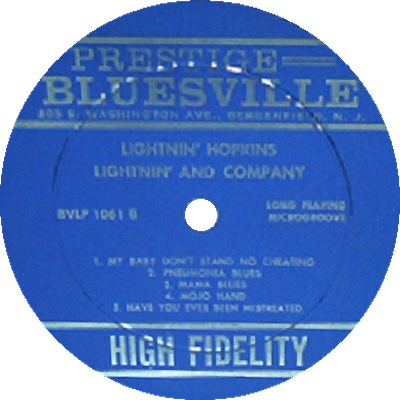 PRESTIGE
BLUESVILLE
203 S. WASHINGTON AVE., BERGENFIELD, N. J.
LIGHTNIN' HOPKINS
LIGHTNIN' AND COMPANY
BVLP 1061 B
LONG PLAYING
MICROGROOVE
1. MY BABY DON'T STAND NO CHEATING
2. PNEUMONIA BLUES
3. MAMA BLUES
4. MOJO HAND
5. HAVE YOU EVER BEEN MISTREATED
HIGH FIDELITY